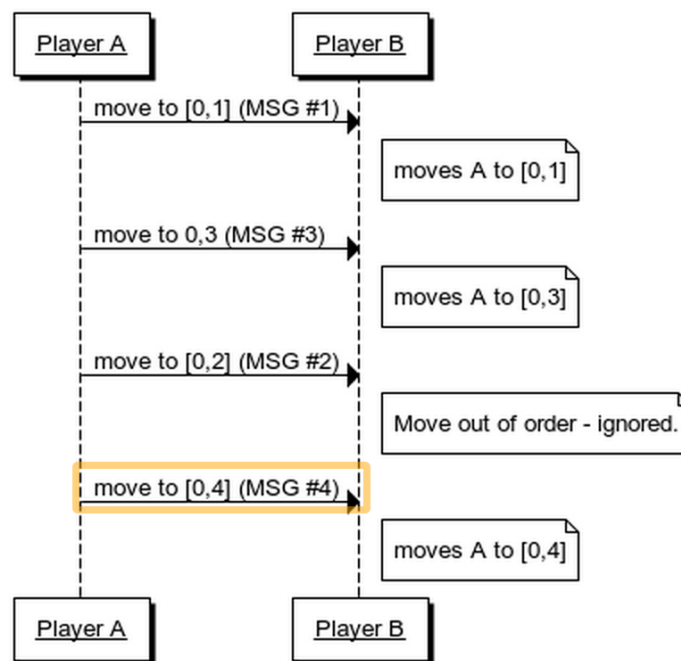 Player A
Player B
move to [0,1] (MSG #1)
moves A to [0,1]
move to 0,3 (MSG #3)
moves A to [0,3]
move to [0,2] (MSG #2)
Move out of order - ignored.
move to [0,4] (MSG #4)
moves A to [0,4]
Player A
Player B